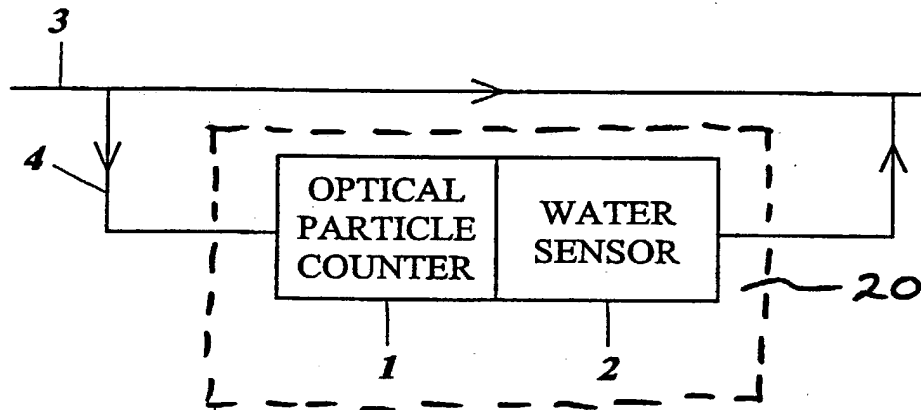 3
4
OPTICAL
PARTICLE
COUNTER
WATER
SENSOR
20
1
2